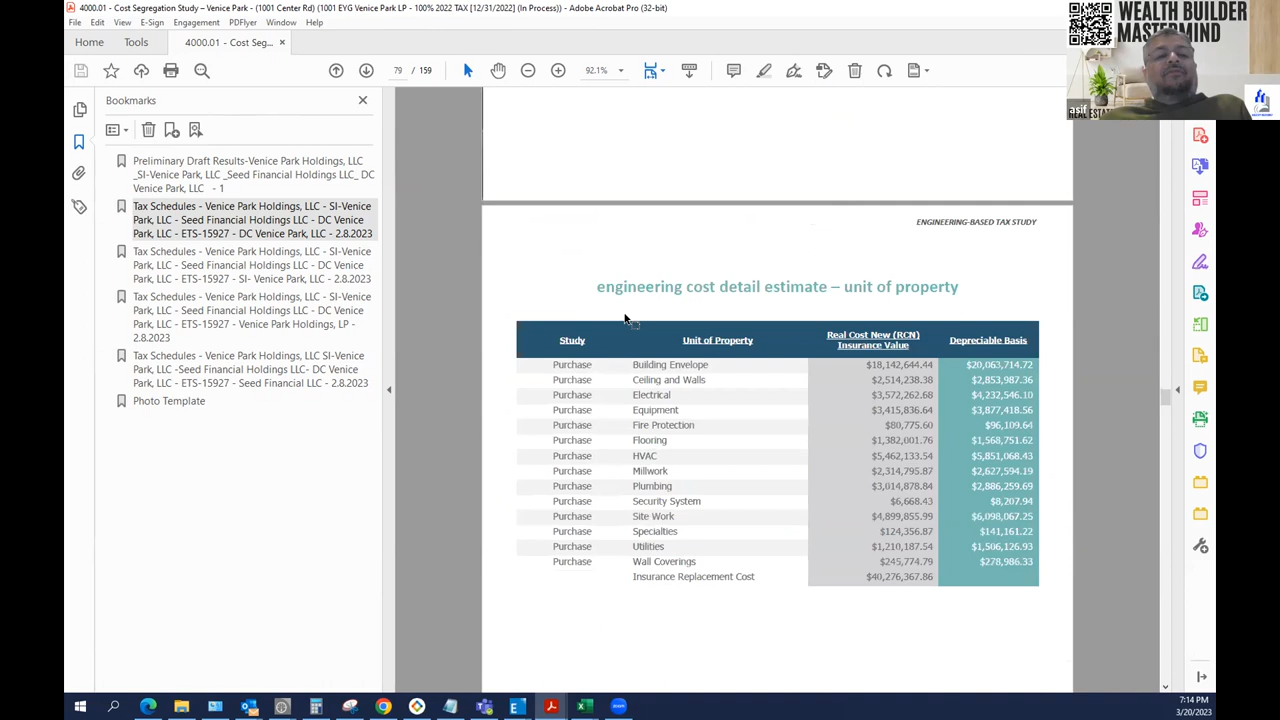 4000.01 - Cost Segregation Study – Venice Park - (1001 Center Rd) (1001 EYG Venice Park LP - 100% 2022 TAX [12/31/2022] (In Process)) - Adobe Acrobat Pro (32-bit)
File Edit View E-Sign Engagement PDFlyer Window Help
Home Tools 4000.01 - Cost Seg... ×
79 / 159 92.1%
Bookmarks
Preliminary Draft Results-Venice Park Holdings, LLC
_SI-Venice Park, LLC _Seed Financial Holdings LLC_ DC
Venice Park, LLC - 1
Tax Schedules - Venice Park Holdings, LLC - SI-Venice
Park, LLC - Seed Financial Holdings LLC - DC Venice
Park, LLC - ETS-15927 - DC Venice Park, LLC - 2.8.2023
Tax Schedules - Venice Park Holdings, LLC - SI-Venice
Park, LLC - Seed Financial Holdings LLC - DC Venice
Park, LLC - ETS-15927 - SI- Venice Park, LLC - 2.8.2023
Tax Schedules - Venice Park Holdings, LLC - SI-Venice
Park, LLC - Seed Financial Holdings LLC - DC Venice
Park, LLC - ETS-15927 - Venice Park Holdings, LP -
2.8.2023
Tax Schedules - Venice Park Holdings, LLC SI-Venice
Park, LLC -Seed Financial Holdings LLC- DC Venice
Park, LLC - ETS-15927 - Seed Financial - 2.8.2023
Photo Template
ENGINEERING-BASED TAX STUDY
engineering cost detail estimate – unit of property
Study Unit of Property Real Cost New (RCN) Insurance Value Depreciable Basis
Purchase Building Envelope $18,142,644.44 $20,063,714.72
Purchase Ceiling and Walls $2,514,238.38 $2,853,987.36
Purchase Electrical $3,572,262.68 $4,232,546.10
Purchase Equipment $3,415,836.64 $3,877,418.56
Purchase Fire Protection $80,775.60 $96,109.64
Purchase Flooring $1,382,001.76 $1,568,751.62
Purchase HVAC $5,462,133.54 $5,851,068.43
Purchase Millwork $2,314,795.87 $2,627,594.19
Purchase Plumbing $3,014,878.84 $2,886,259.69
Purchase Security System $6,668.43 $8,207.94
Purchase Site Work $4,899,855.99 $6,098,067.25
Purchase Specialties $124,356.87 $141,161.22
Purchase Utilities $1,210,187.54 $1,506,126.93
Purchase Wall Coverings $245,774.79 $278,986.33
Insurance Replacement Cost $40,276,367.86
WEALTH BUILDER
MASTERMIND
asif
REAL ESTATE
7:14 PM
3/20/2023